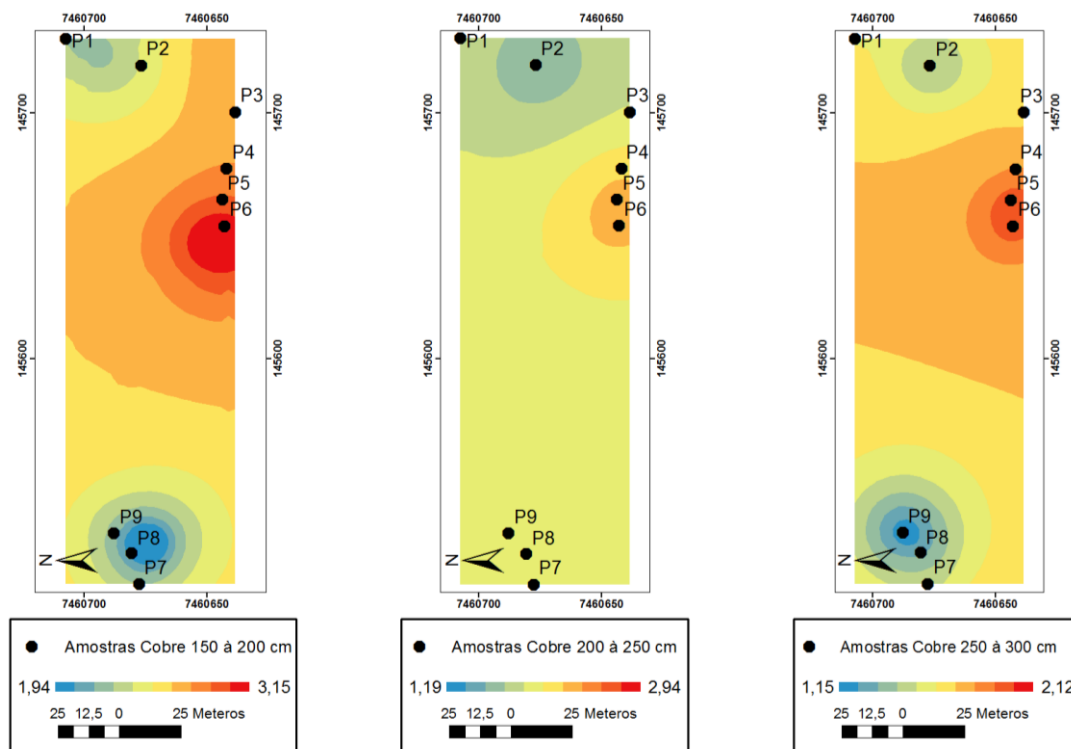 7460700 7460650
P1
P2
P3
P4
P5
P6
P9
P8
P7
145700
145600
145700
145600
N
7460700 7460650
Amostras Cobre 150 à 200 cm
1,94 3,15
25 12,5 0 25 Meteros
7460700 7460650
P1
P2
P3
P4
P5
P6
P9
P8
P7
145700
145600
145700
145600
N
7460700 7460650
Amostras Cobre 200 à 250 cm
1,19 2,94
25 12,5 0 25 Meteros
7460700 7460650
P1
P2
P3
P4
P5
P6
P9
P8
P7
145700
145600
145700
145600
N
7460700 7460650
Amostras Cobre 250 à 300 cm
1,15 2,12
25 12,5 0 25 Meteros